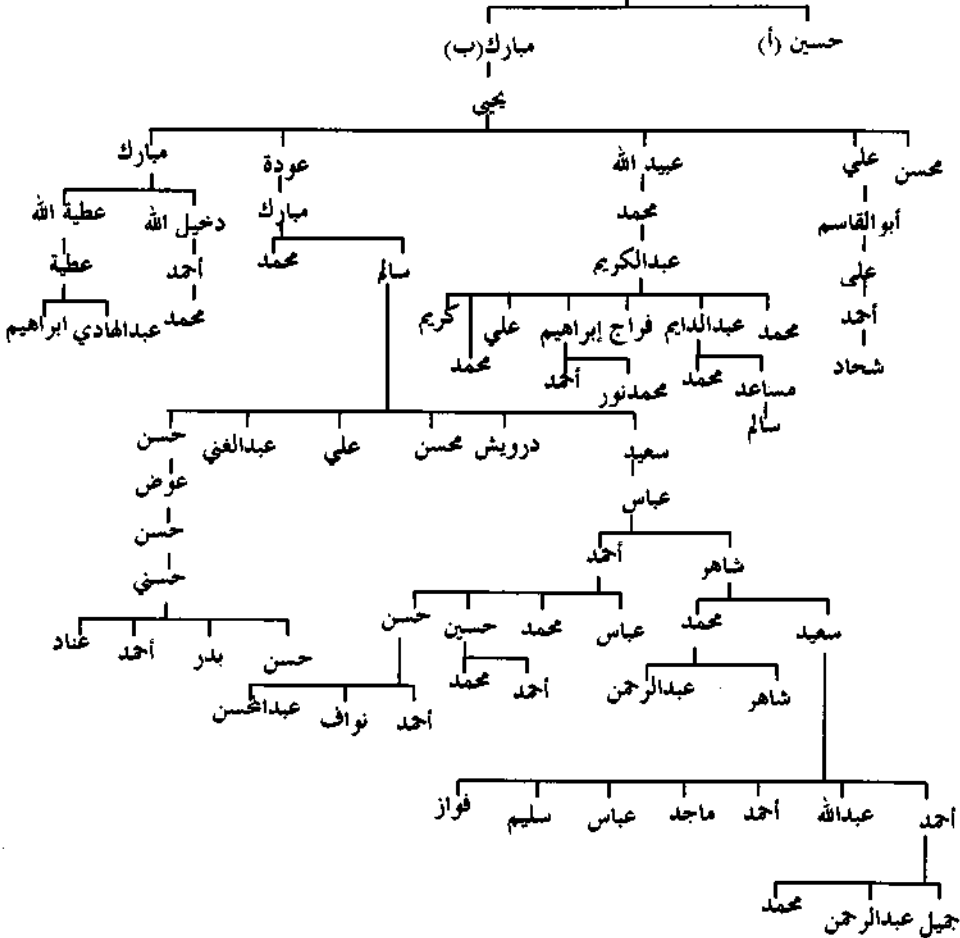 حسين (أ) مبارك(ب)
يحيى
محسن علي عبيد الله عودة مبارك
أبو القاسم محمد مبارك دخيل الله عطية الله
على عبدالكريم سالم محمد أحمد عطية
أحمد محمد عبدالدايم فراج إبراهيم علي محمد كريم محمد عبدالهادي ابراهيم
شحاد مساعد محمد محمدنور أحمد
سالم
سعيد درويش محسن علي عبدالغني حسن
عباس عوض
شاهر أحمد حسن
حسني
سعيد محمد عباس محمد حسين حسن حسن بدر أحمد عناد
شاهر عبدالرحمن أحمد محمد أحمد نواف عبدالمحسن
أحمد عبدالله أحمد ماجد عباس سليم فواز
جميل عبدالرحمن محمد